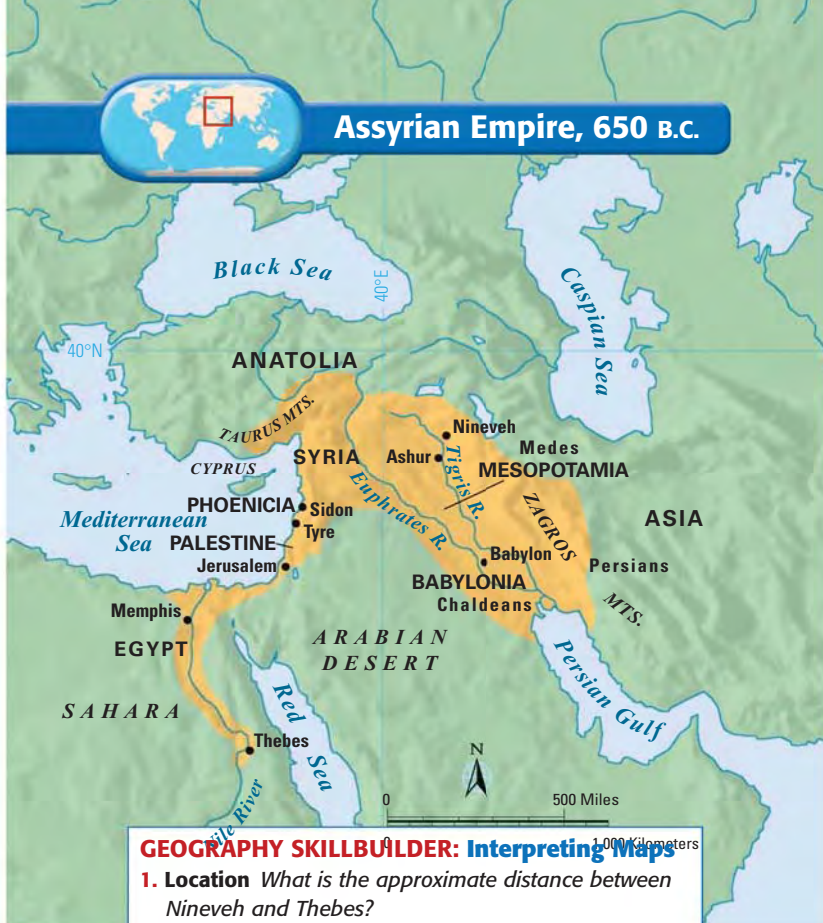 Assyrian Empire, 650 B.C.
Black Sea
40°E
Caspian Sea
40°N
ANATOLIA
TAURUS MTS.
Nineveh
Medes
Ashur
MESOPOTAMIA
SYRIA
CYPRUS
Tigris R.
Euphrates R.
ZAGROS
MTS.
ASIA
PHOENICIA
Sidon
Mediterranean
Sea
Tyre
PALESTINE
Jerusalem
Babylon
Persians
BABYLONIA
Chaldeans
Memphis
EGYPT
ARABIAN
DESERT
Persian Gulf
Red
Sea
SAHARA
Thebes
Nile River
N
0 500 Miles
0 1,000 Kilometers
GEOGRAPHY SKILLBUILDER: Interpreting Maps
1. Location What is the approximate distance between
Nineveh and Thebes?